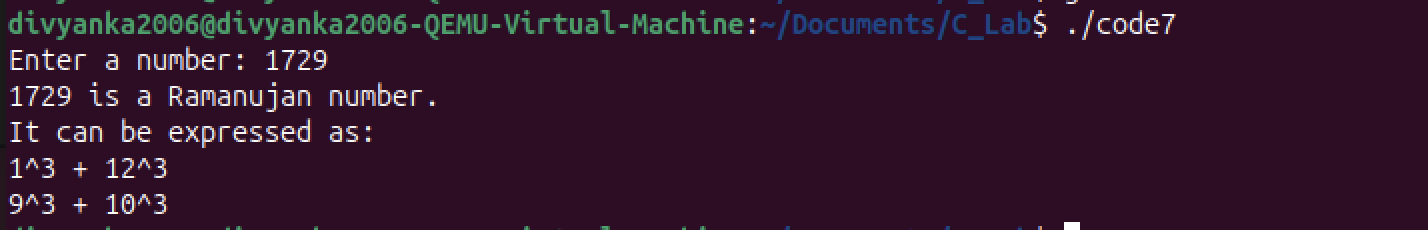 divyanka2006@divyanka2006-QEMU-Virtual-Machine:~/Documents/C_Lab$ ./code7
Enter a number: 1729
1729 is a Ramanujan number.
It can be expressed as:
1^3 + 12^3
9^3 + 10^3